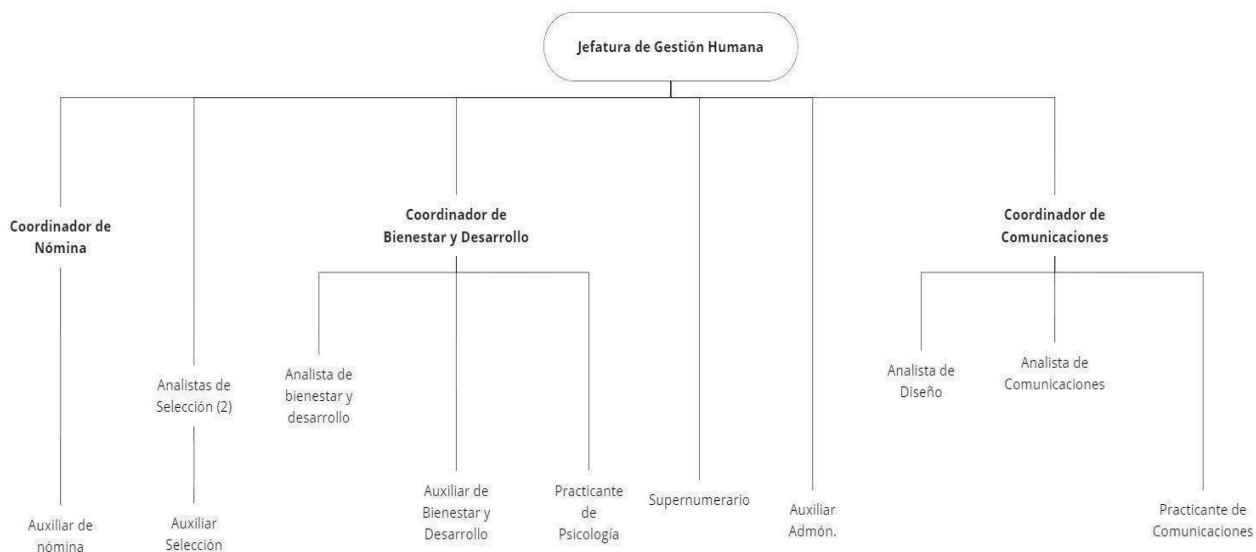 Jefatura de Gestión Humana
Coordinador de
Nómina
Coordinador de
Bienestar y Desarrollo
Coordinador de
Comunicaciones
Analistas de
Selección (2)
Analista de
bienestar y
desarrollo
Analista de
Diseño
Analista de
Comunicaciones
Auxiliar de
nómina
Auxiliar
Selección
Auxiliar de
Bienestar y
Desarrollo
Practicante
de
Psicología
Supernumerario
Auxiliar
Admón.
Practicante de
Comunicaciones